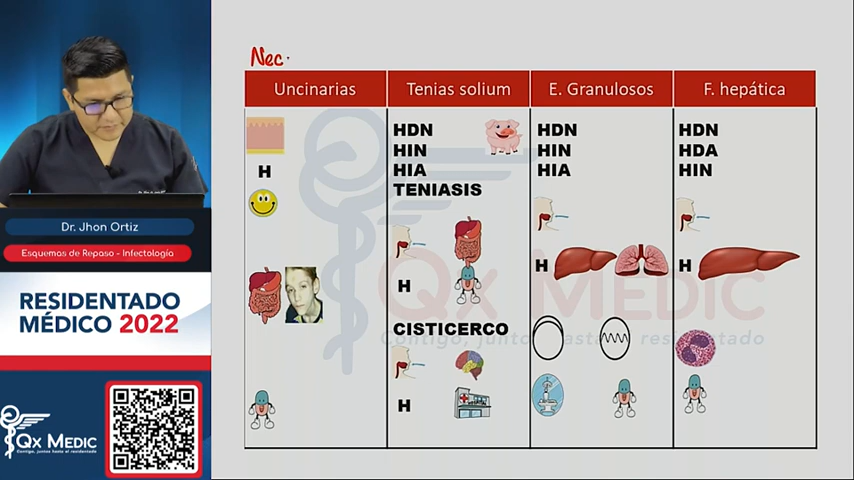 Dr. Jhon Ortiz
Esquemas de Repaso - Infectología
RESIDENTADO
MÉDICO 2022
QX MEDIC
Contigo, juntos hasta el residentado
Nec.
Uncinarias
Tenias solium
E. Granulosos
F. hepática
H
HDN
HIN
HIA
TENIASIS
H
CISTICERCO
H
HDN
HIN
HIA
H
HDN
HDA
HIN
H
QX MEDIC
Contigo, juntos hasta el residentado